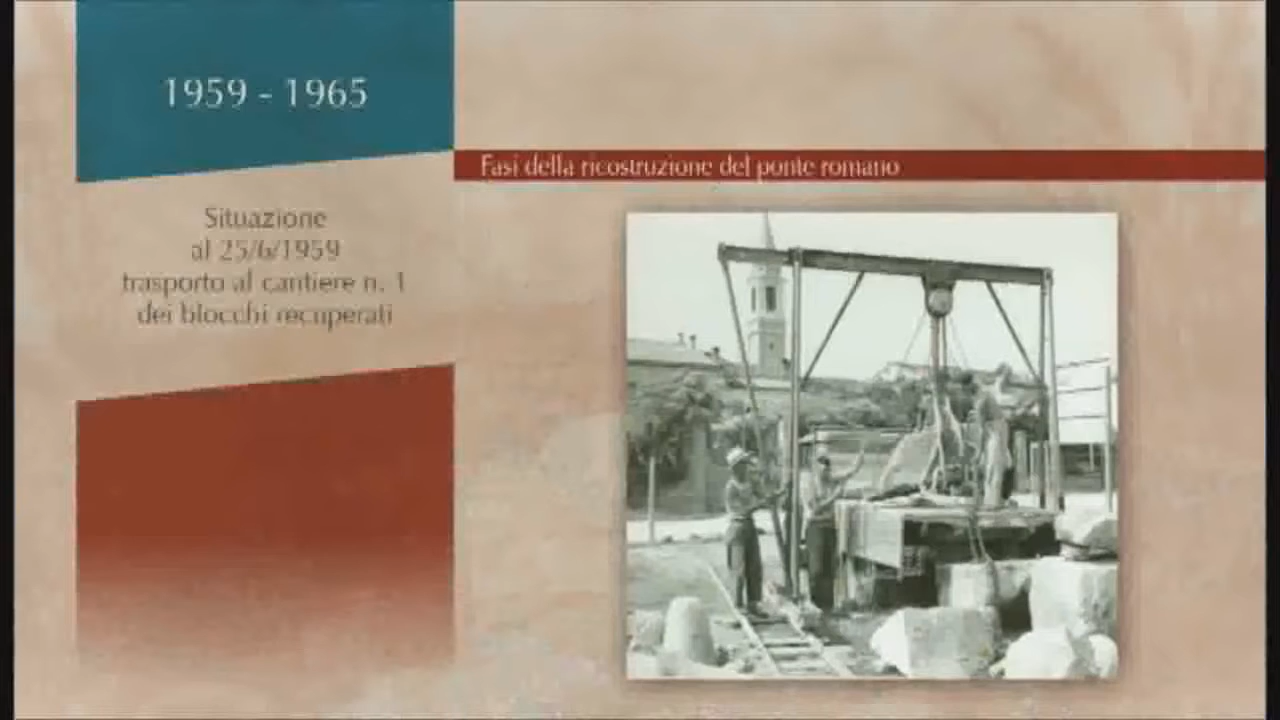 1959 - 1965
Fasi della ricostruzione del ponte romano
Situazione
al 25/6/1959
trasporto al cantiere n. 1
dei blocchi recuperati